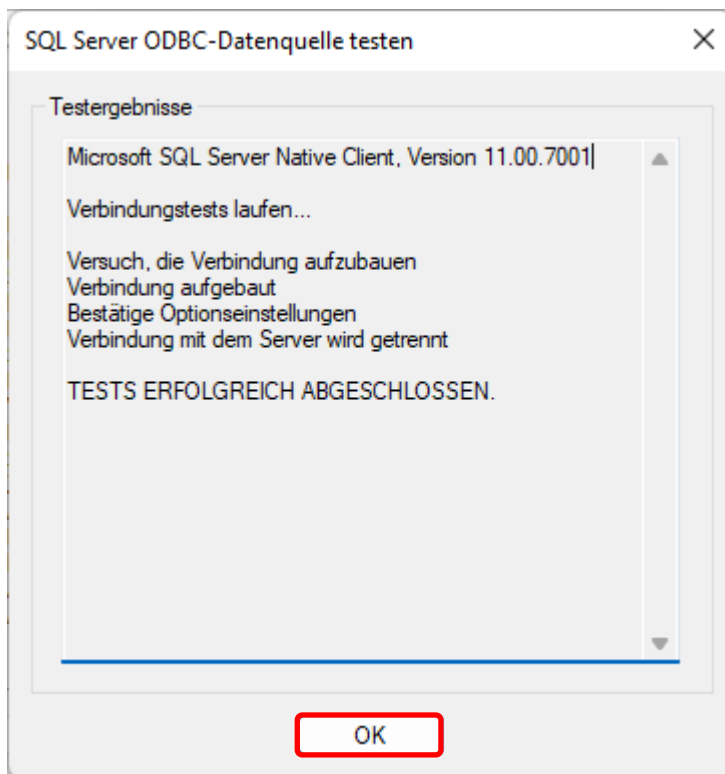 SQL Server ODBC-Datenquelle testen
Testergebnisse
Microsoft SQL Server Native Client, Version 11.00.7001
Verbindungstests laufen...
Versuch, die Verbindung aufzubauen
Verbindung aufgebaut
Bestätige Optionseinstellungen
Verbindung mit dem Server wird getrennt
TESTS ERFOLGREICH ABGESCHLOSSEN.
OK